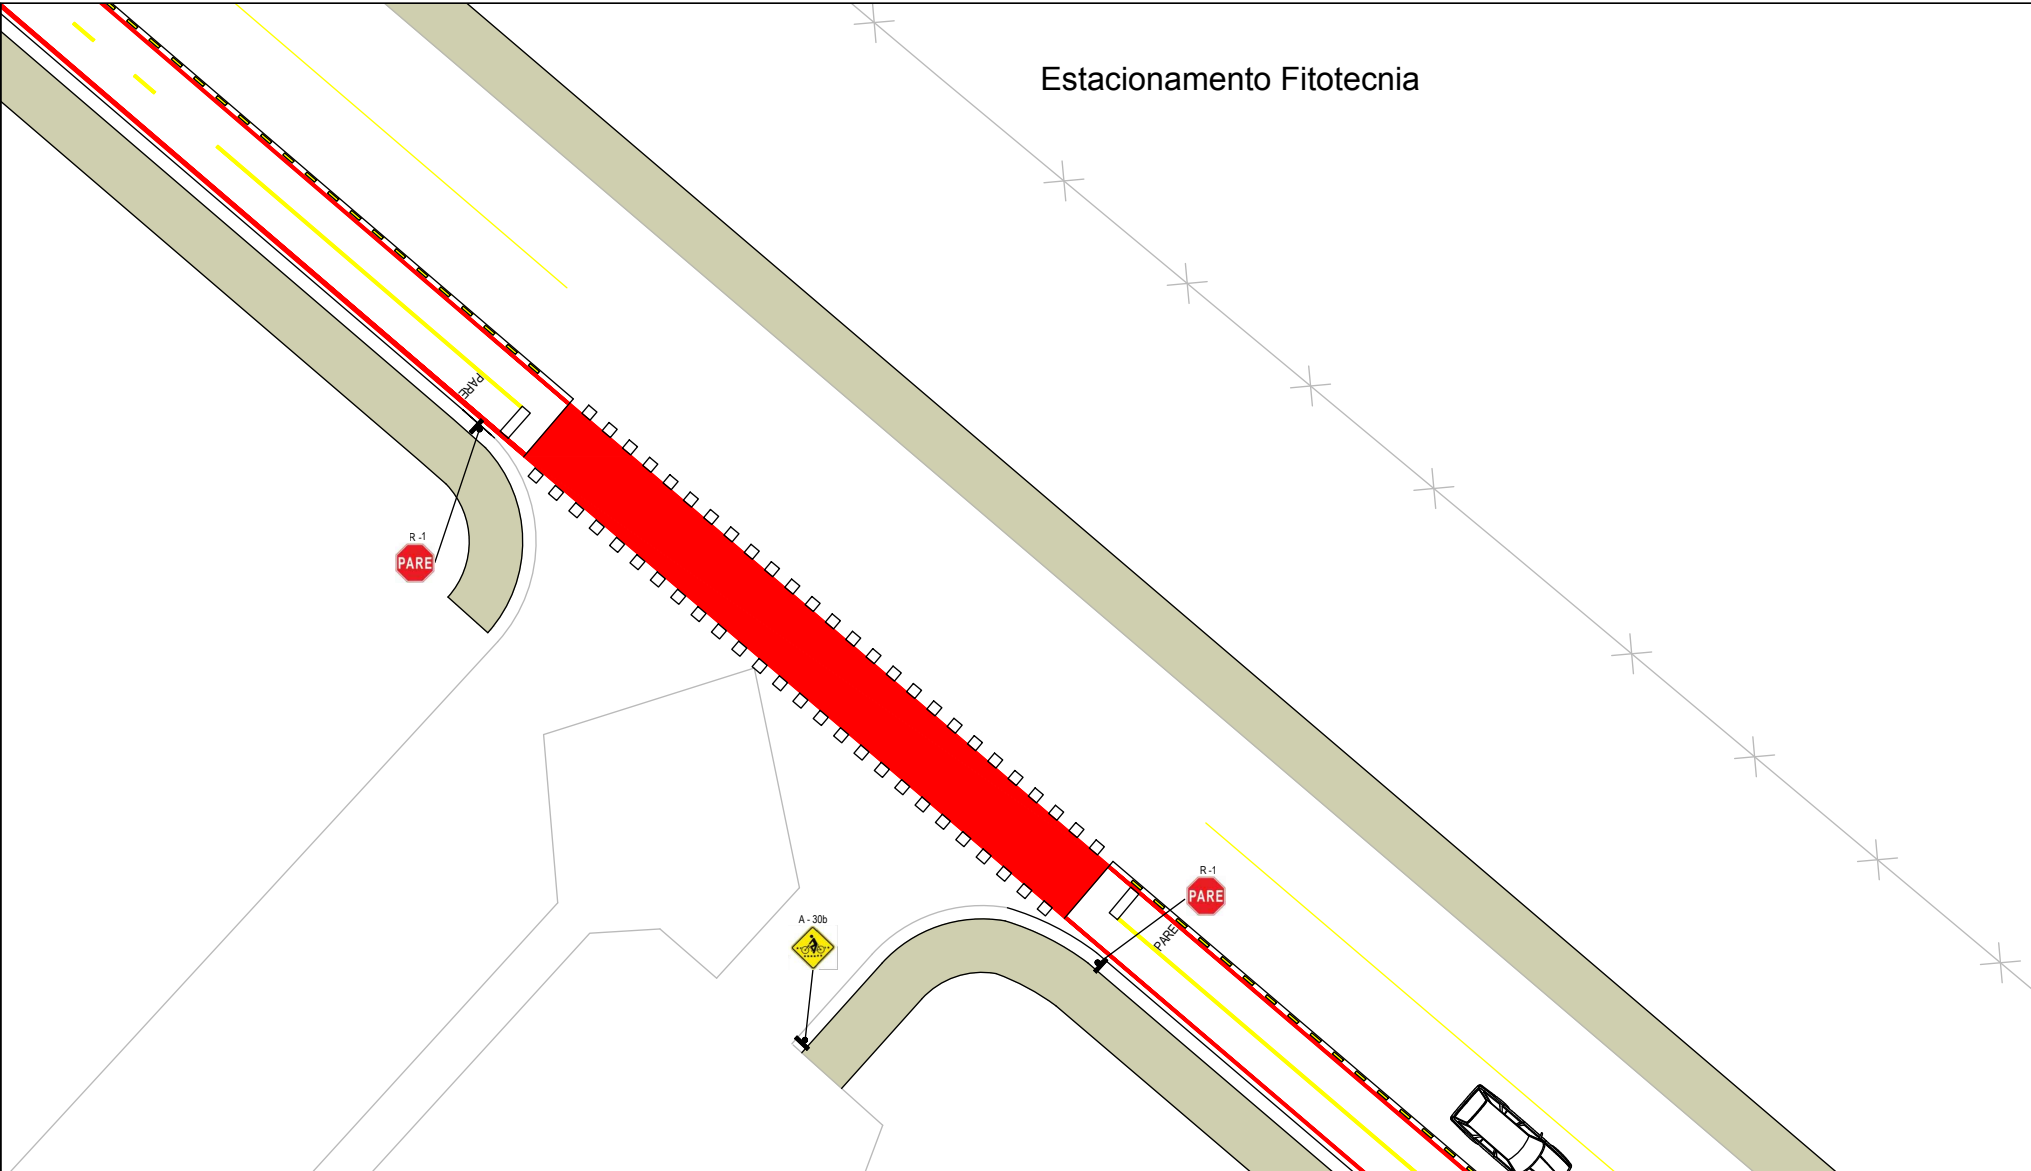 Estacionamento Fitotecnia
PARE
R -1
PARE
R -1
PARE
PARE
A - 30b